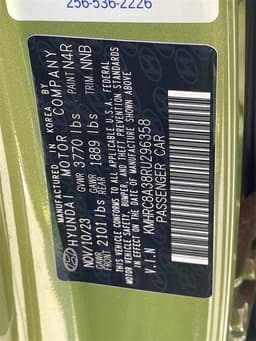 256-536-2226
HYUNDAI MOTOR COMPANY
MADE IN KOREA BY
NOV/10/23 GVWR 3770 lbs PAINT N4R
GAWR FRONT 2101 lbs GAWR REAR 1889 lbs TRIM NNB
THIS VEHICLE CONFORMS TO ALL APPLICABLE U.S.A. FEDERAL
MOTOR VEHICLE SAFETY, BUMPER, AND THEFT PREVENTION STANDARDS IN
EFFECT ON THE DATE OF MANUFACTURE SHOWN ABOVE.
V.I.N KMHRC8A38RU296358
PASSENGER CAR